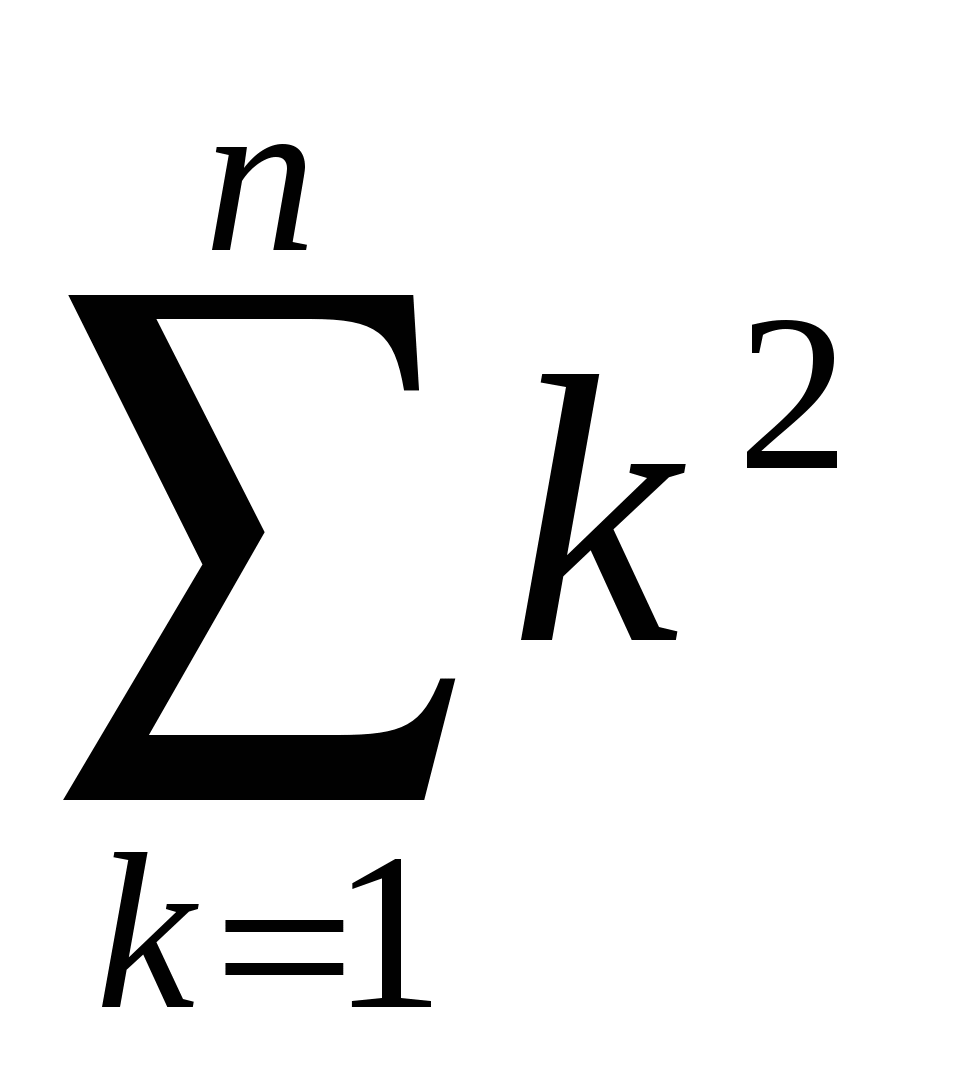 n
∑ k²
k=1